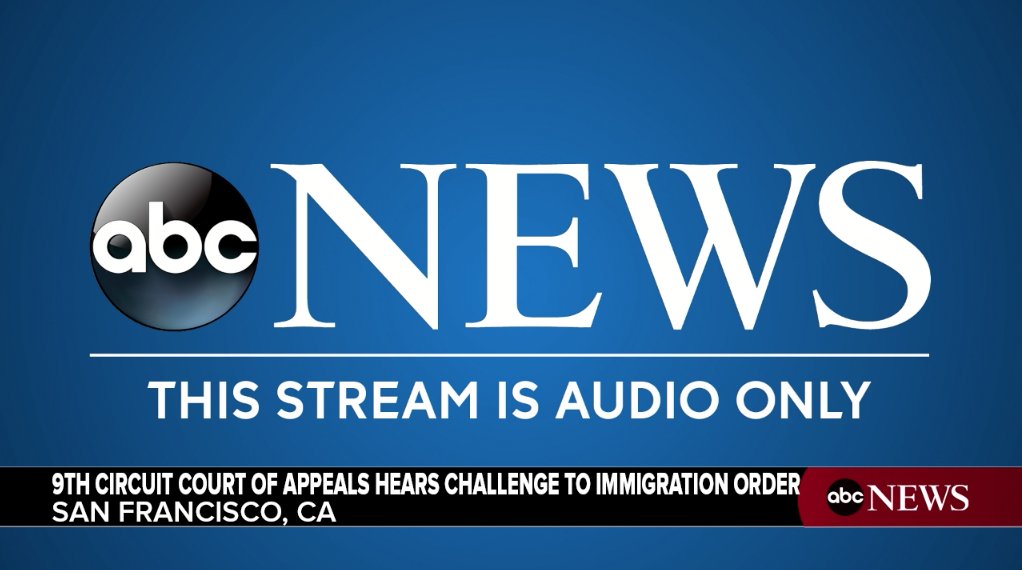 abc NEWS
THIS STREAM IS AUDIO ONLY
9TH CIRCUIT COURT OF APPEALS HEARS CHALLENGE TO IMMIGRATION ORDER
SAN FRANCISCO, CA
abc NEWS